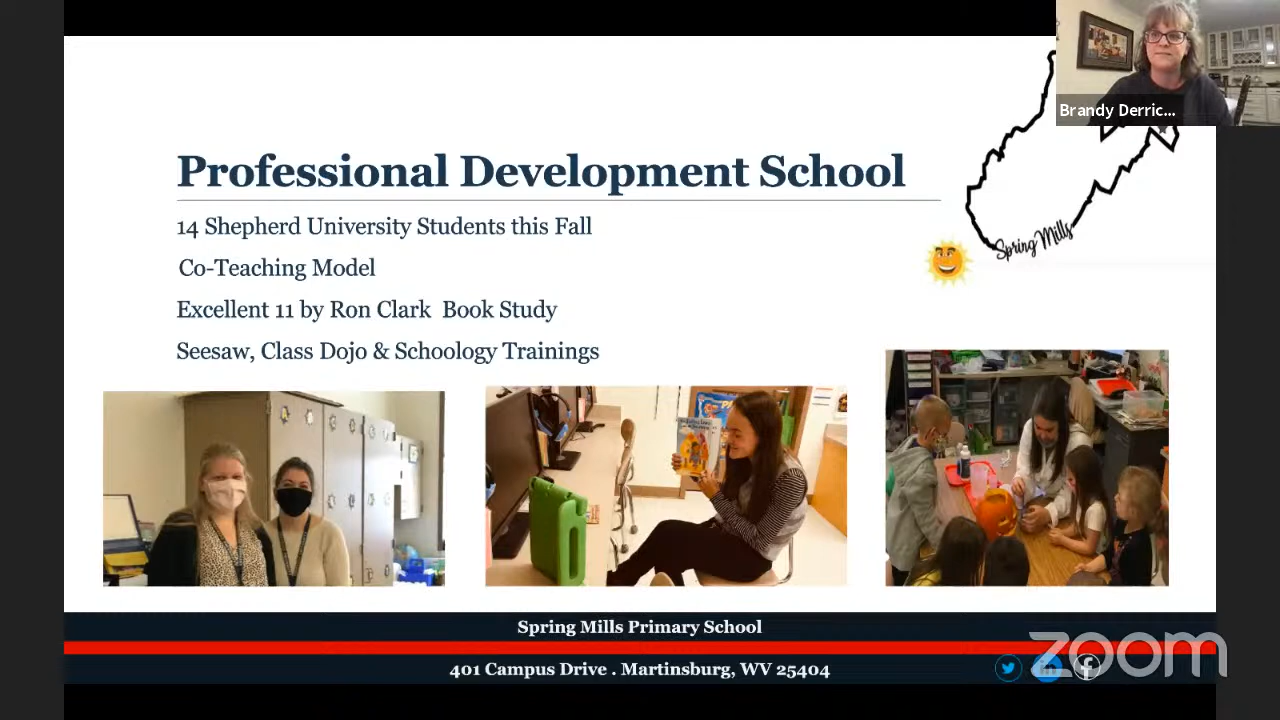 Brandy Derric...
Professional Development School
14 Shepherd University Students this Fall
Co-Teaching Model
Excellent 11 by Ron Clark Book Study
Seesaw, Class Dojo & Schoology Trainings
Spring Mills
Spring Mills Primary School
401 Campus Drive . Martinsburg, WV 25404
zoom